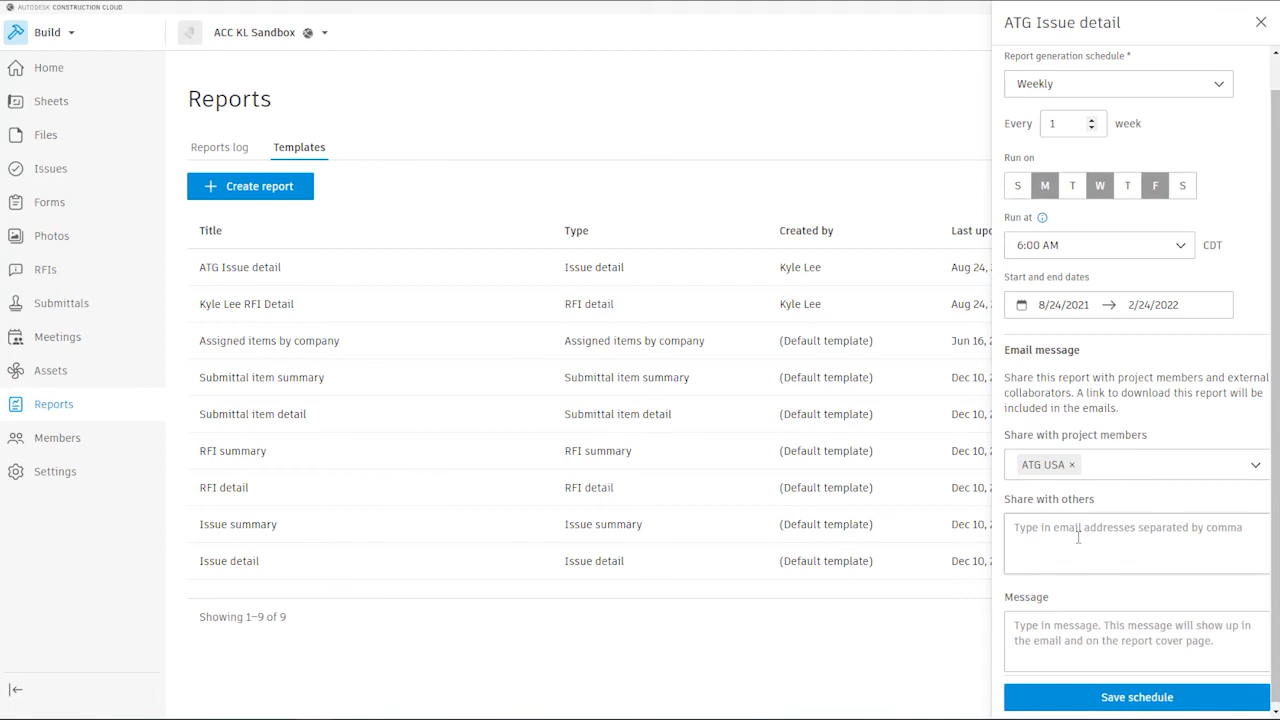 AUTODESK CONSTRUCTION CLOUD
Build
ACC KL Sandbox
Home
Sheets
Files
Issues
Forms
Photos
RFIs
Submittals
Meetings
Assets
Reports
Members
Settings
Reports
Reports log Templates
Create report
Title Type Created by Last upd
ATG Issue detail Issue detail Kyle Lee Aug 24,
Kyle Lee RFI Detail RFI detail Kyle Lee Aug 24,
Assigned items by company Assigned items by company (Default template) Jun 16,
Submittal item summary Submittal item summary (Default template) Dec 10,
Submittal item detail Submittal item detail (Default template) Dec 10,
RFI summary RFI summary (Default template) Dec 10,
RFI detail RFI detail (Default template) Dec 10,
Issue summary Issue summary (Default template) Dec 10,
Issue detail Issue detail (Default template) Dec 10,
Showing 1–9 of 9
ATG Issue detail
Report generation schedule *
Weekly
Every 1 week
Run on
S M T W T F S
Run at
6:00 AM CDT
Start and end dates
8/24/2021 → 2/24/2022
Email message
Share this report with project members and external
collaborators. A link to download this report will be
included in the emails.
Share with project members
ATG USA ×
Share with others
Type in email addresses separated by comma
Message
Type in message. This message will show up in
the email and on the report cover page.
Save schedule